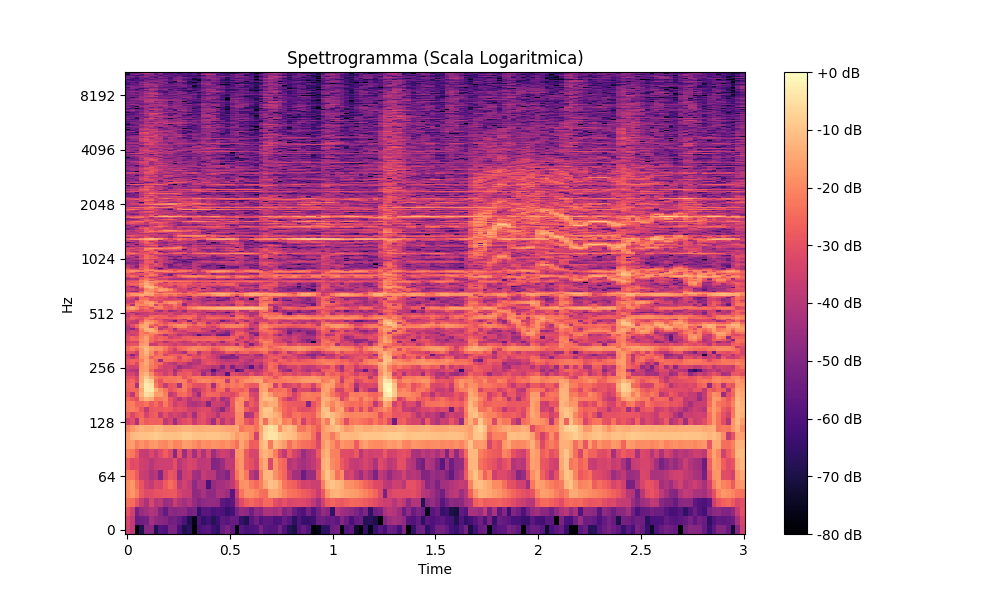 Spettrogramma (Scala Logaritmica)
8192
4096
2048
1024
512
256
128
64
0
Hz
0
0.5
1
1.5
2
2.5
3
Time
+0 dB
-10 dB
-20 dB
-30 dB
-40 dB
-50 dB
-60 dB
-70 dB
-80 dB